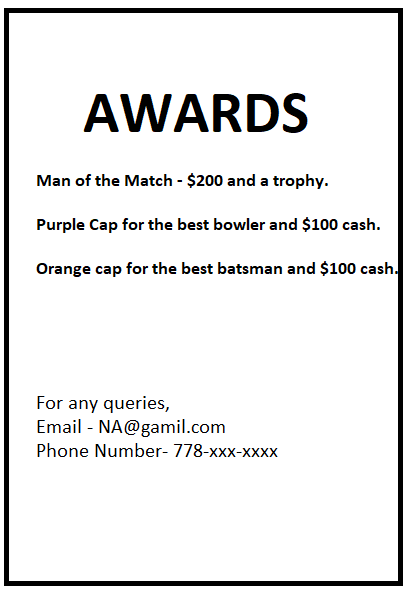 AWARDS
Man of the Match - $200 and a trophy.
Purple Cap for the best bowler and $100 cash.
Orange cap for the best batsman and $100 cash.
For any queries,
Email - NA@gamil.com
Phone Number- 778-xxx-xxxx